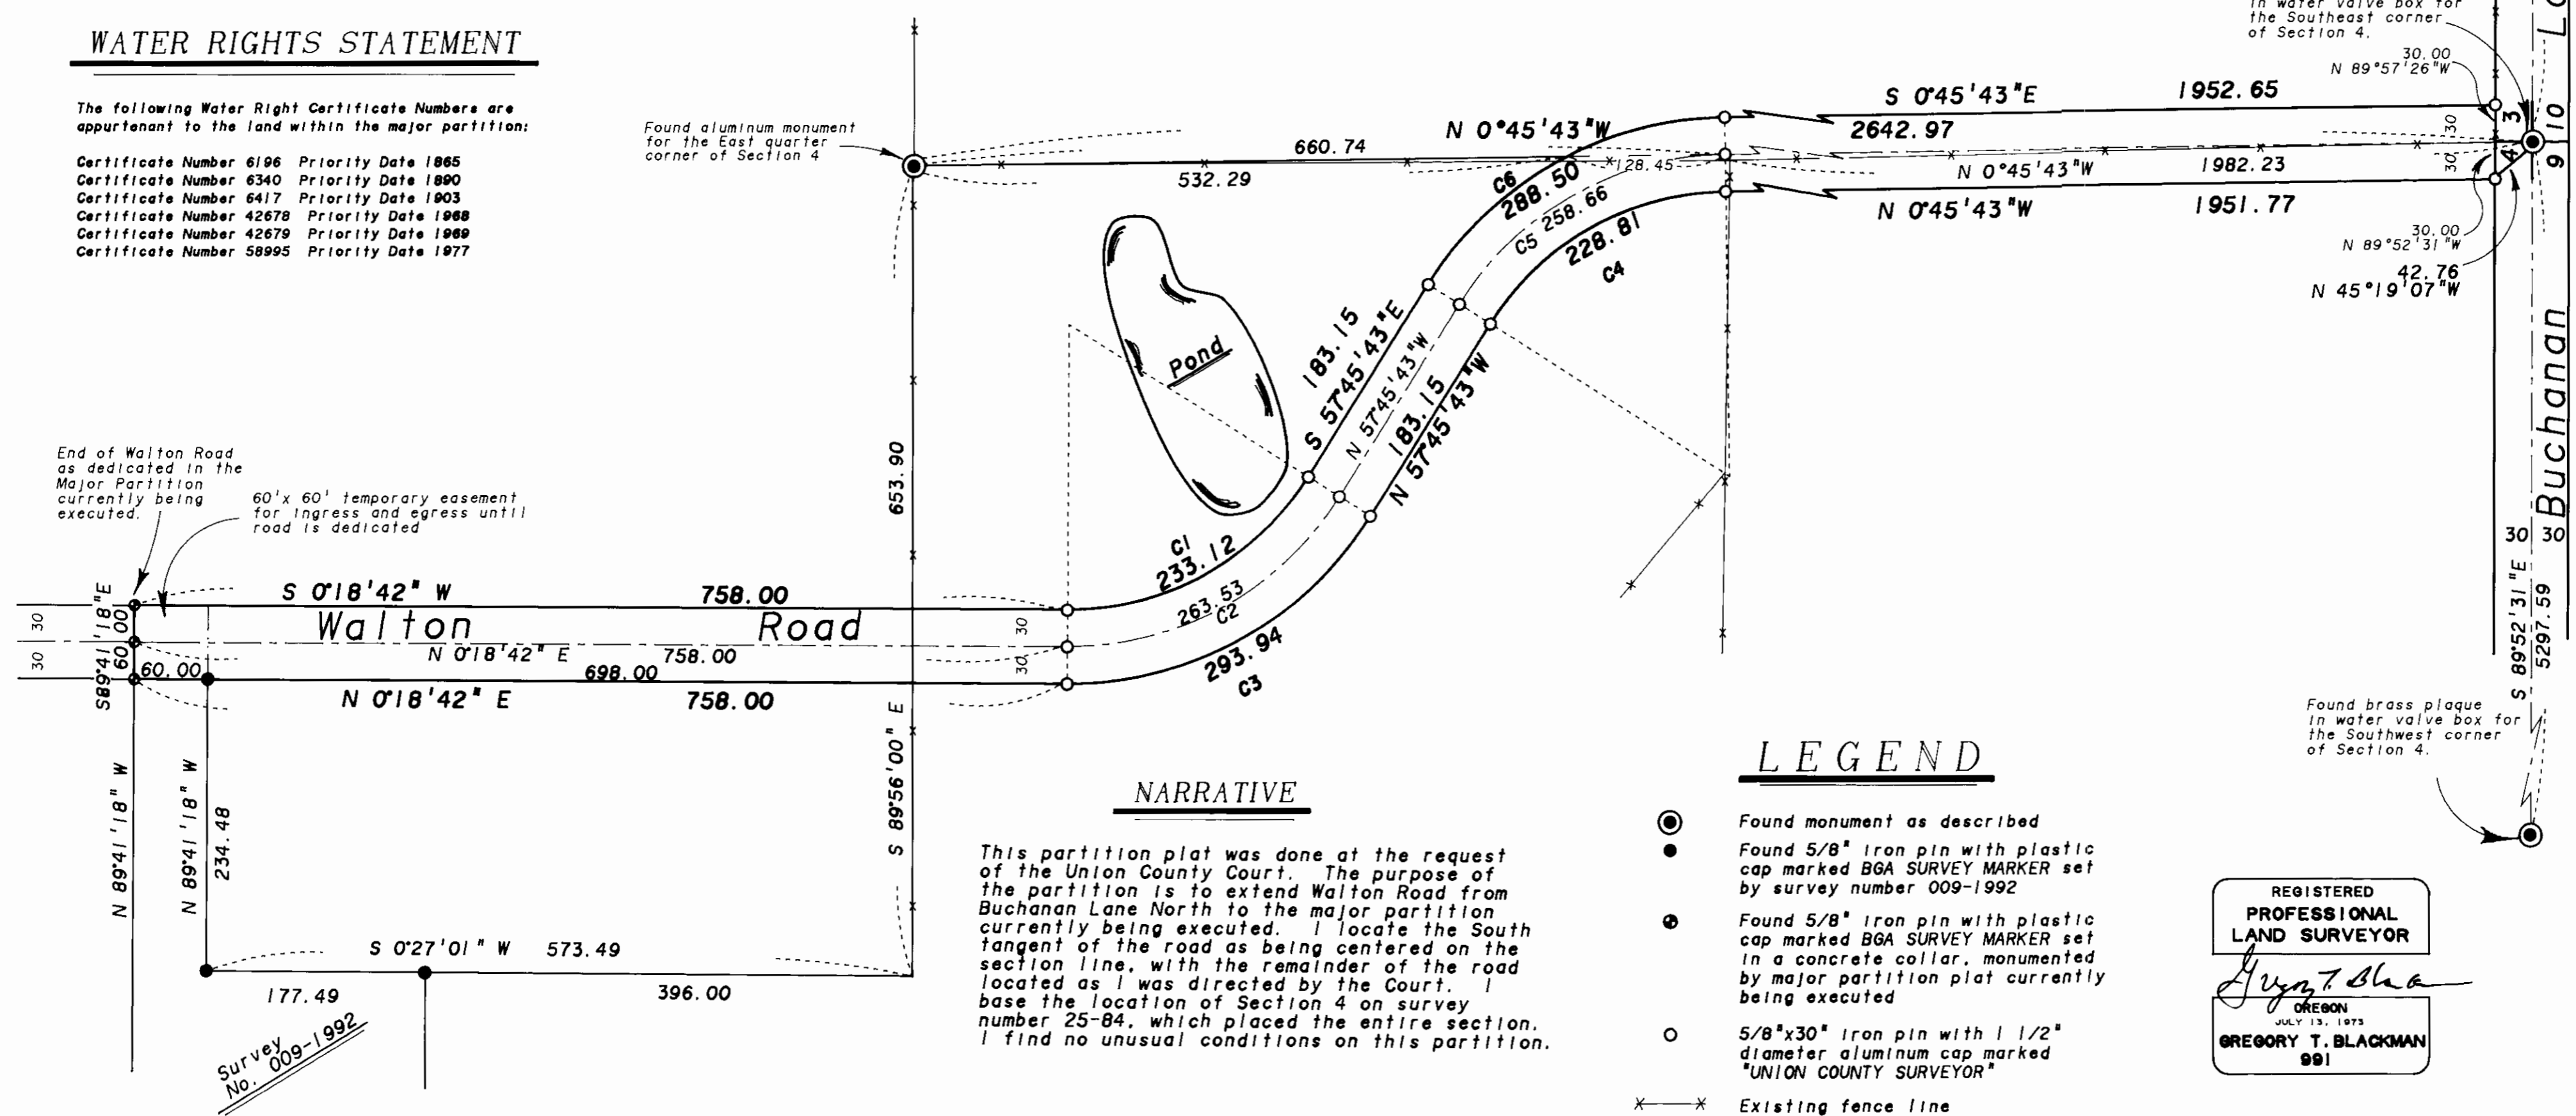 WATER RIGHTS STATEMENT
The following Water Right Certificate Numbers are
appurtenant to the land within the major partition:
Certificate Number 6196 Priority Date 1865
Certificate Number 6340 Priority Date 1890
Certificate Number 6417 Priority Date 1903
Certificate Number 42678 Priority Date 1968
Certificate Number 42679 Priority Date 1969
Certificate Number 58995 Priority Date 1977
Found aluminum monument
for the East quarter
corner of Section 4
660.74
532.29
N 0°45'43"W
128.45
C6
288.50
C5 258.66
228.81
C4
S 0°45'43"E 1952.65
2642.97
N 0°45'43"W 1982.23
N 0°45'43"W 1951.77
in water valve box for
the Southeast corner
of Section 4.
30.00
N 89°57'26"W
30
30
3
10
4
9
30.00
N 89°52'31"W
42.76
N 45°19'07"W
Buchanan
30 30
S 89°52'31"E
5297.59
Found brass plaque
in water valve box for
the Southwest corner
of Section 4.
Pond
183.15
S 57°45'43"E
N 57°45'43"W
183.15
N 57°45'43"W
C1
233.12
263.53
C2
293.94
C3
End of Walton Road
as dedicated in the
Major Partition
currently being
executed.
60'x 60' temporary easement
for ingress and egress until
road is dedicated
653.90
S 89°56'00" E
30
30
S89°41'18"E
60.00
60.00
S 0°18'42" W 758.00
Walton Road
N 0°18'42" E 758.00
698.00
N 0°18'42" E 758.00
30
30
N 89°41'18" W
N 89°41'18" W
234.48
S 0°27'01" W 573.49
177.49
396.00
Survey
No. 009-1992
NARRATIVE
This partition plat was done at the request
of the Union County Court. The purpose of
the partition is to extend Walton Road from
Buchanan Lane North to the major partition
currently being executed. I locate the South
tangent of the road as being centered on the
section line, with the remainder of the road
located as I was directed by the Court. I
base the location of Section 4 on survey
number 25-84, which placed the entire section.
I find no unusual conditions on this partition.
LEGEND
Found monument as described
Found 5/8" iron pin with plastic
cap marked BGA SURVEY MARKER set
by survey number 009-1992
Found 5/8" iron pin with plastic
cap marked BGA SURVEY MARKER set
in a concrete collar, monumented
by major partition plat currently
being executed
5/8"x30" iron pin with 1 1/2"
diameter aluminum cap marked
"UNION COUNTY SURVEYOR"
Existing fence line
REGISTERED
PROFESSIONAL
LAND SURVEYOR
OREGON
JULY 13, 1973
GREGORY T. BLACKMAN
991